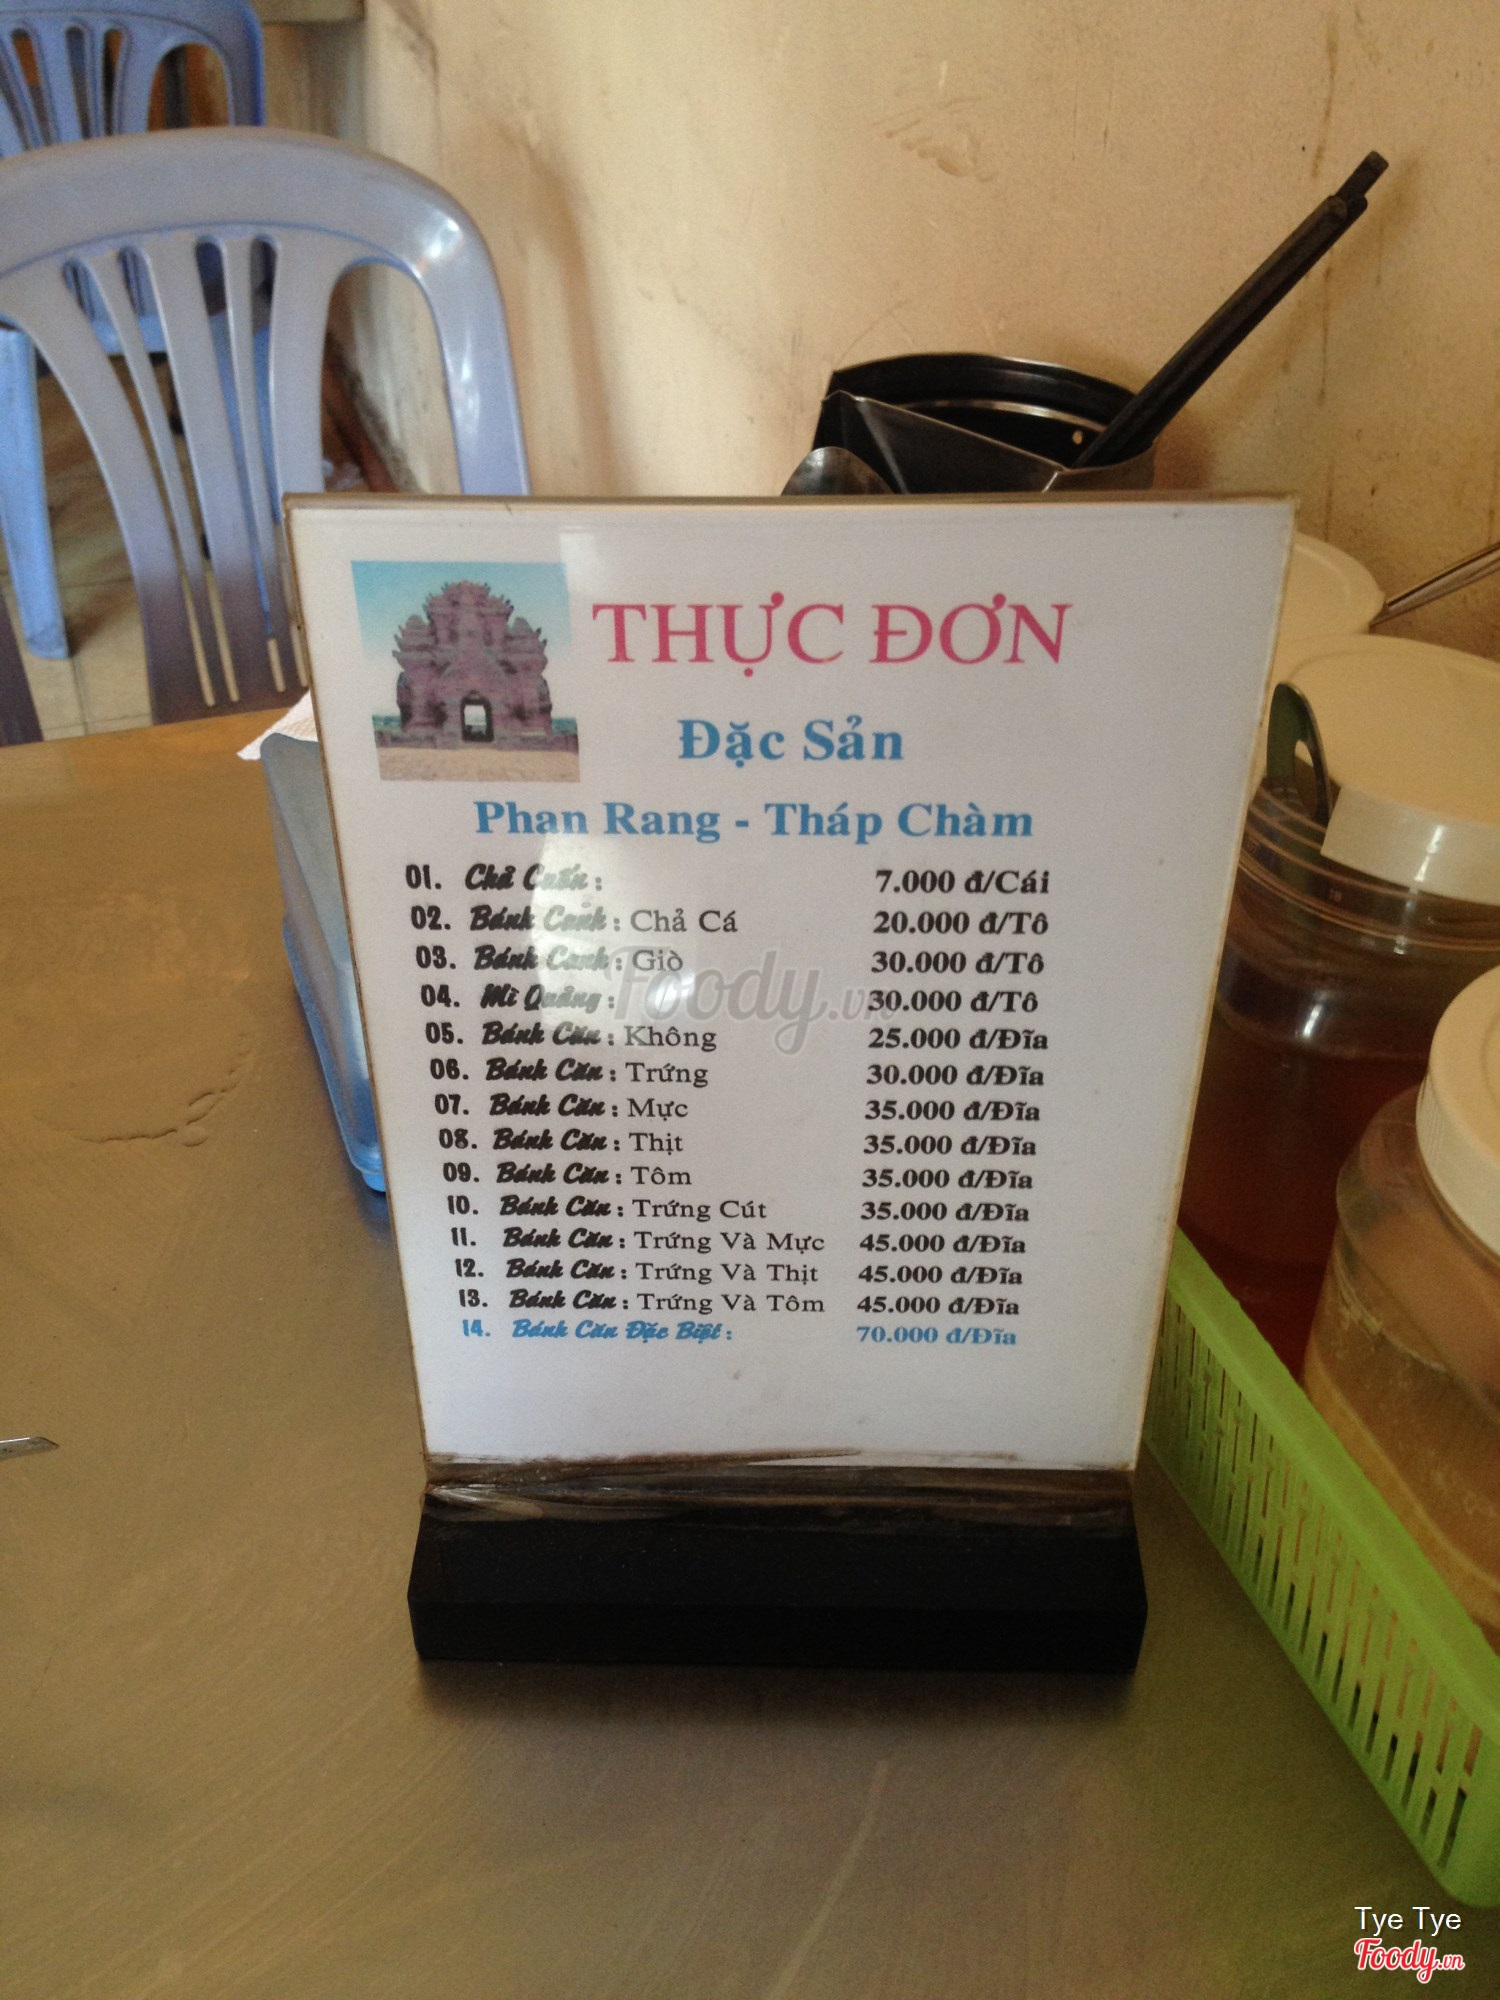 THỰC ĐƠN
Đặc Sản
Phan Rang - Tháp Chàm
01. Chả Cuốn : 7.000 đ/Cái
02. Bánh Canh : Chả Cá 20.000 đ/Tô
03. Bánh Canh : Giò 30.000 đ/Tô
04. Mì Quảng : 30.000 đ/Tô
05. Bánh Căn : Không 25.000 đ/Đĩa
06. Bánh Căn : Trứng 30.000 đ/Đĩa
07. Bánh Căn : Mực 35.000 đ/Đĩa
08. Bánh Căn : Thịt 35.000 đ/Đĩa
09. Bánh Căn : Tôm 35.000 đ/Đĩa
10. Bánh Căn : Trứng Cút 35.000 đ/Đĩa
11. Bánh Căn : Trứng Và Mực 45.000 đ/Đĩa
12. Bánh Căn : Trứng Và Thịt 45.000 đ/Đĩa
13. Bánh Căn : Trứng Và Tôm 45.000 đ/Đĩa
14. Bánh Căn Đặc Biệt : 70.000 đ/Đĩa
Foody.vn
Tye Tye
Foody.vn